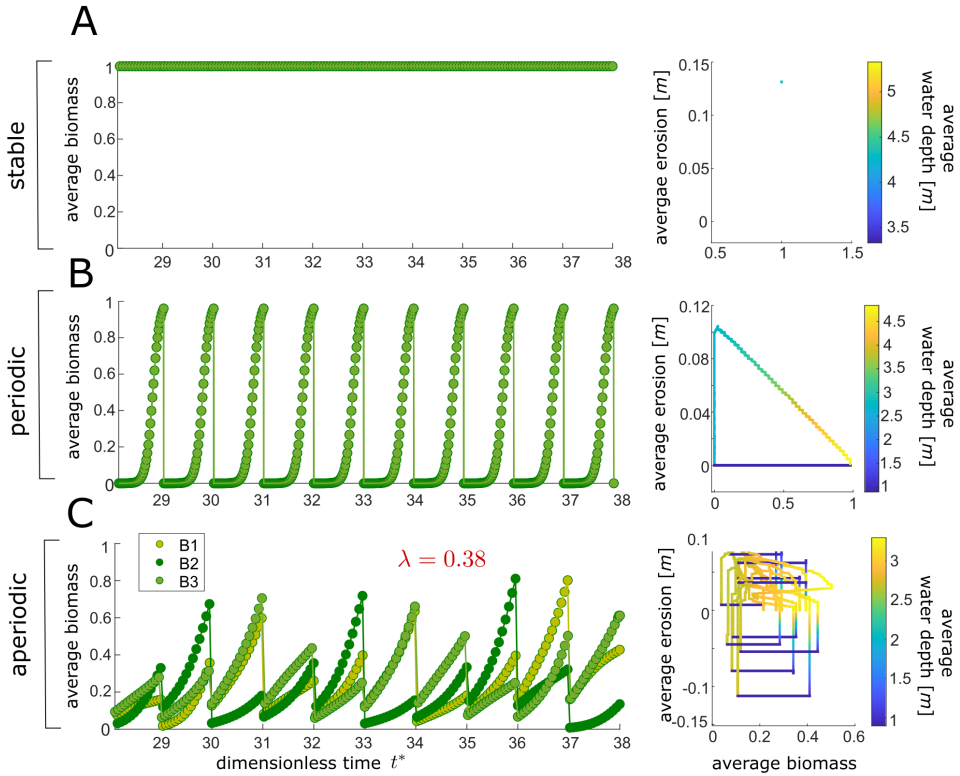 A
stable
average biomass
1
0.8
0.6
0.4
0.2
0
29 30 31 32 33 34 35 36 37 38
avergae erosion [m]
0.15
0.1
0.05
0
0.5 1 1.5
5
4.5
4
3.5
average
water depth [m]
B
periodic
average biomass
1
0.8
0.6
0.4
0.2
0
29 30 31 32 33 34 35 36 37 38
average erosion [m]
0.12
0.08
0.04
0
0 0.5 1
4.5
4
3.5
3
2.5
2
1.5
1
average
water depth [m]
C
aperiodic
average biomass
1
0.8
0.6
0.4
0.2
0
B1
B2
B3
λ = 0.38
29 30 31 32 33 34 35 36 37 38
dimensionless time t*
average erosion [m]
0.1
0
-0.1
-0.15
0 0.2 0.4 0.6
average biomass
3
2.5
2
1.5
1
average
water depth [m]